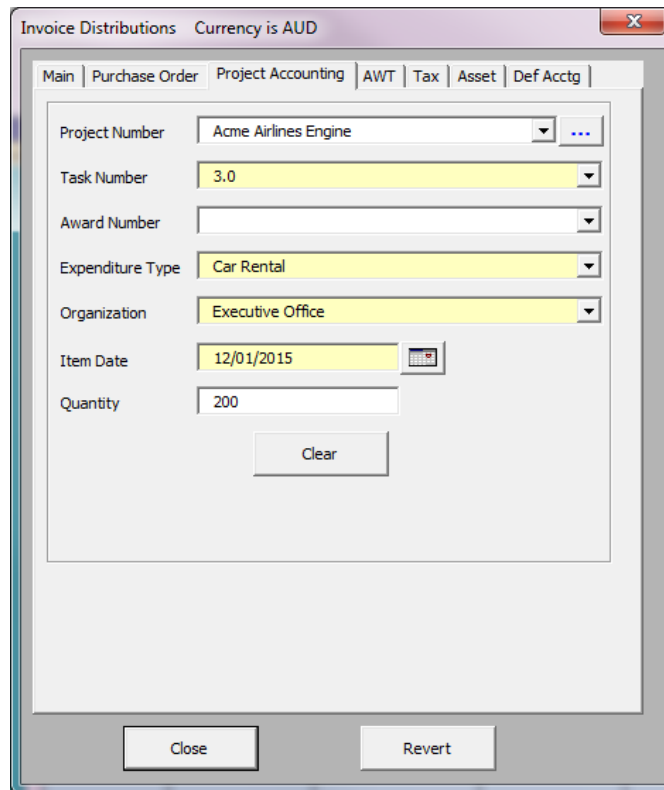 Invoice Distributions Currency is AUD
Main Purchase Order Project Accounting AWT Tax Asset Def Acctg
Project Number Acme Airlines Engine ...
Task Number 3.0
Award Number
Expenditure Type Car Rental
Organization Executive Office
Item Date 12/01/2015
Quantity 200
Clear
Close Revert